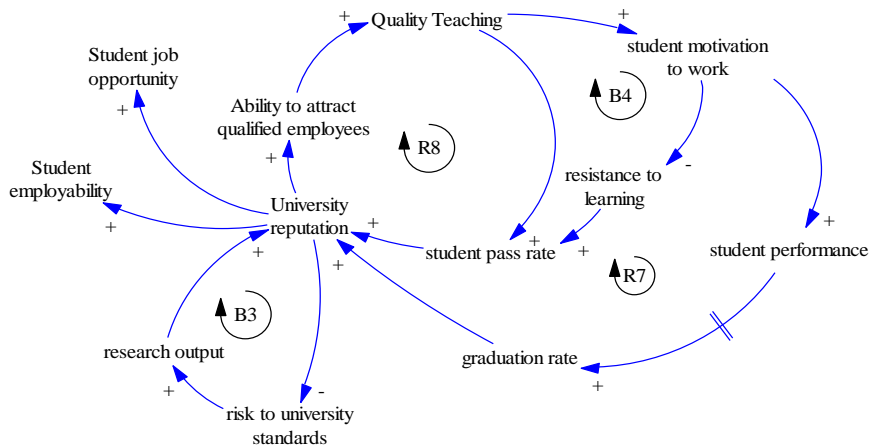 Quality Teaching
+
+
student motivation
to work
Student job
opportunity
+
Ability to attract
qualified employees
+
B4
R8
-
Student
employability
+
University
reputation
resistance to
learning
+
+
+
student pass rate
+
student performance
+
+
R7
B3
research output
+
graduation rate
+
-
risk to university
standards